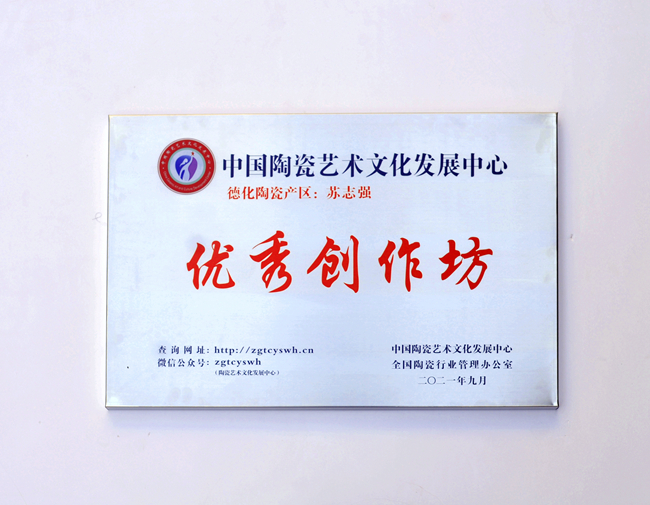 中国陶瓷艺术文化发展中心
德化陶瓷产区：苏志强
优秀创作坊
查询网址：http://zgtcyswh.cn
微信公众号：zgtcyswh
（陶瓷艺术文化发展中心）
中国陶瓷艺术文化发展中心
全国陶瓷行业管理办公室
二〇二一年九月